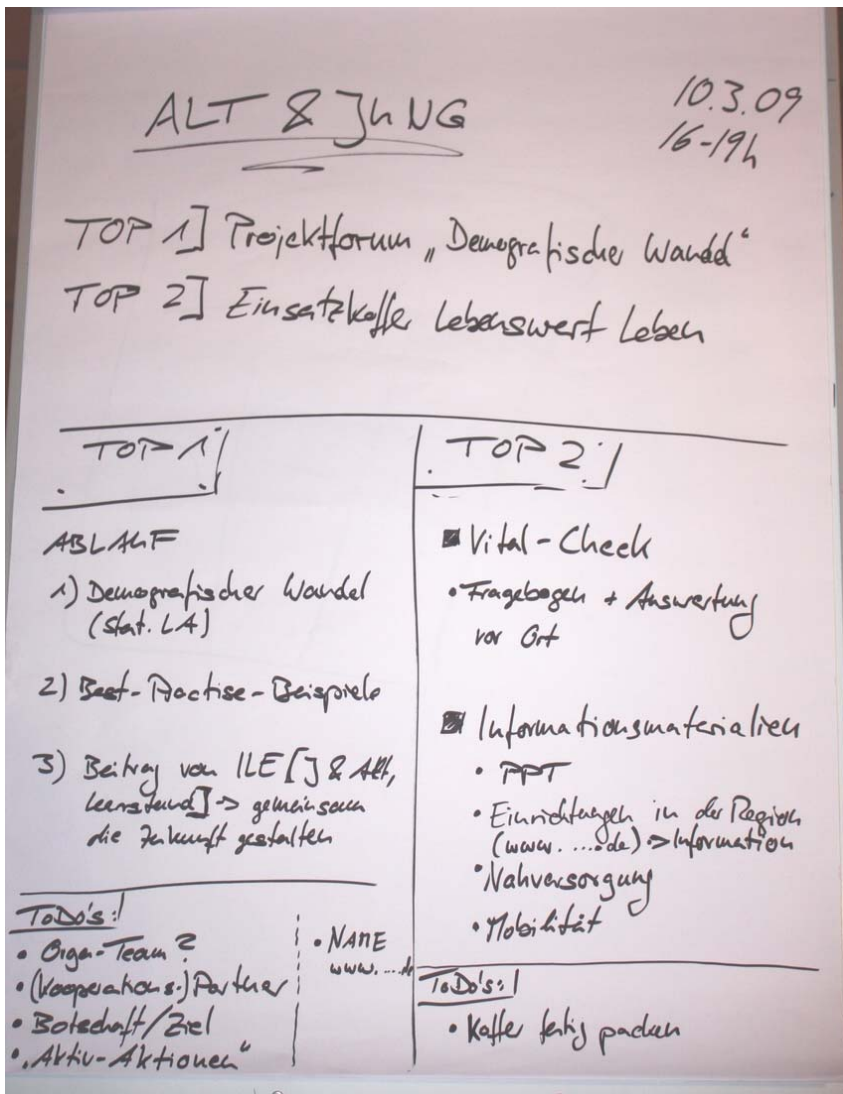 ALT & JUNG
10.3.09
16-19h
TOP 1] Projektforum „Demografischer Wandel“
TOP 2] Einsatzkoffer Lebenswert Leben
TOP 1
ABLAUF
1) Demografischer Wandel
(Stat. LA)
2) Best-Practise-Beispiele
3) Beitrag von ILE [J & Alt,
Leerstand] -> gemeinsam
die Zukunft gestalten
ToDo's:
• Orga-Team?
• (Kooperations-)Partner
• Botschaft/Ziel
• „Aktiv-Aktionen“
• NAME
www. ....de
TOP 2
■ Vital-Check
• Fragebogen + Auswertung
vor Ort
■ Informationsmaterialien
• PPT
• Einrichtungen in der Region
(www. ....de) -> Information
• Nahversorgung
• Mobilität
ToDo's:
• Koffer fertig packen